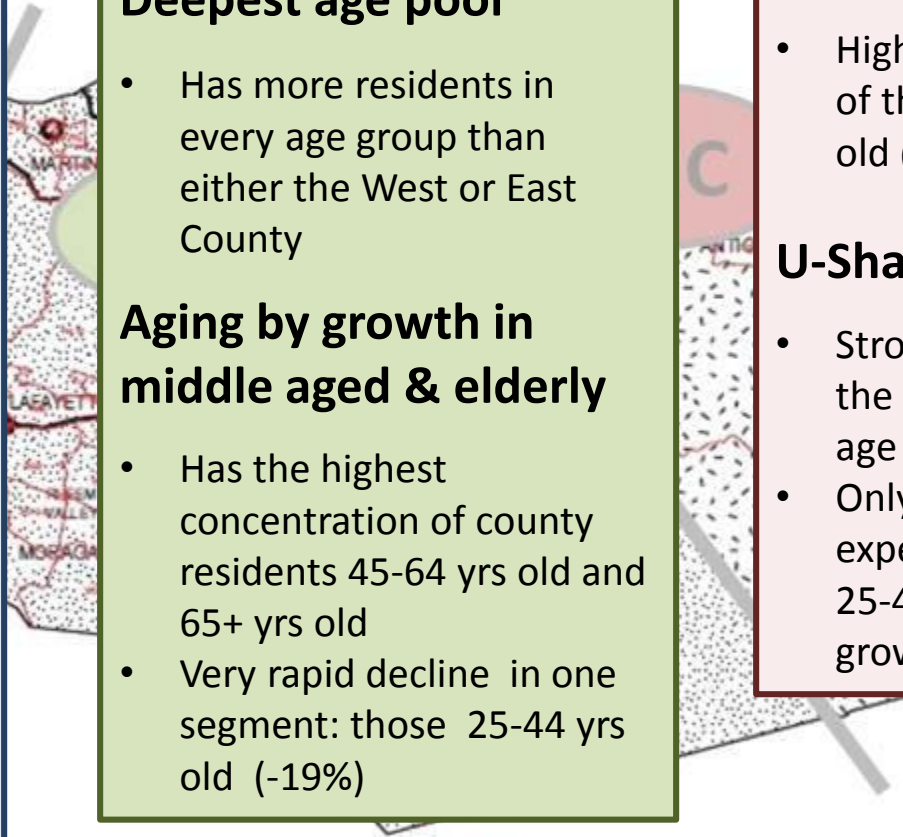 Deepest age pool
• Has more residents in
every age group than
either the West or East
County
Aging by growth in
middle aged & elderly
• Has the highest
concentration of county
residents 45-64 yrs old and
65+ yrs old
• Very rapid decline in one
segment: those 25-44 yrs
old (-19%)
C
• High
of th
old
U-Sha
• Stro
the
age
• Only
expe
25-4
grow
MORAGA